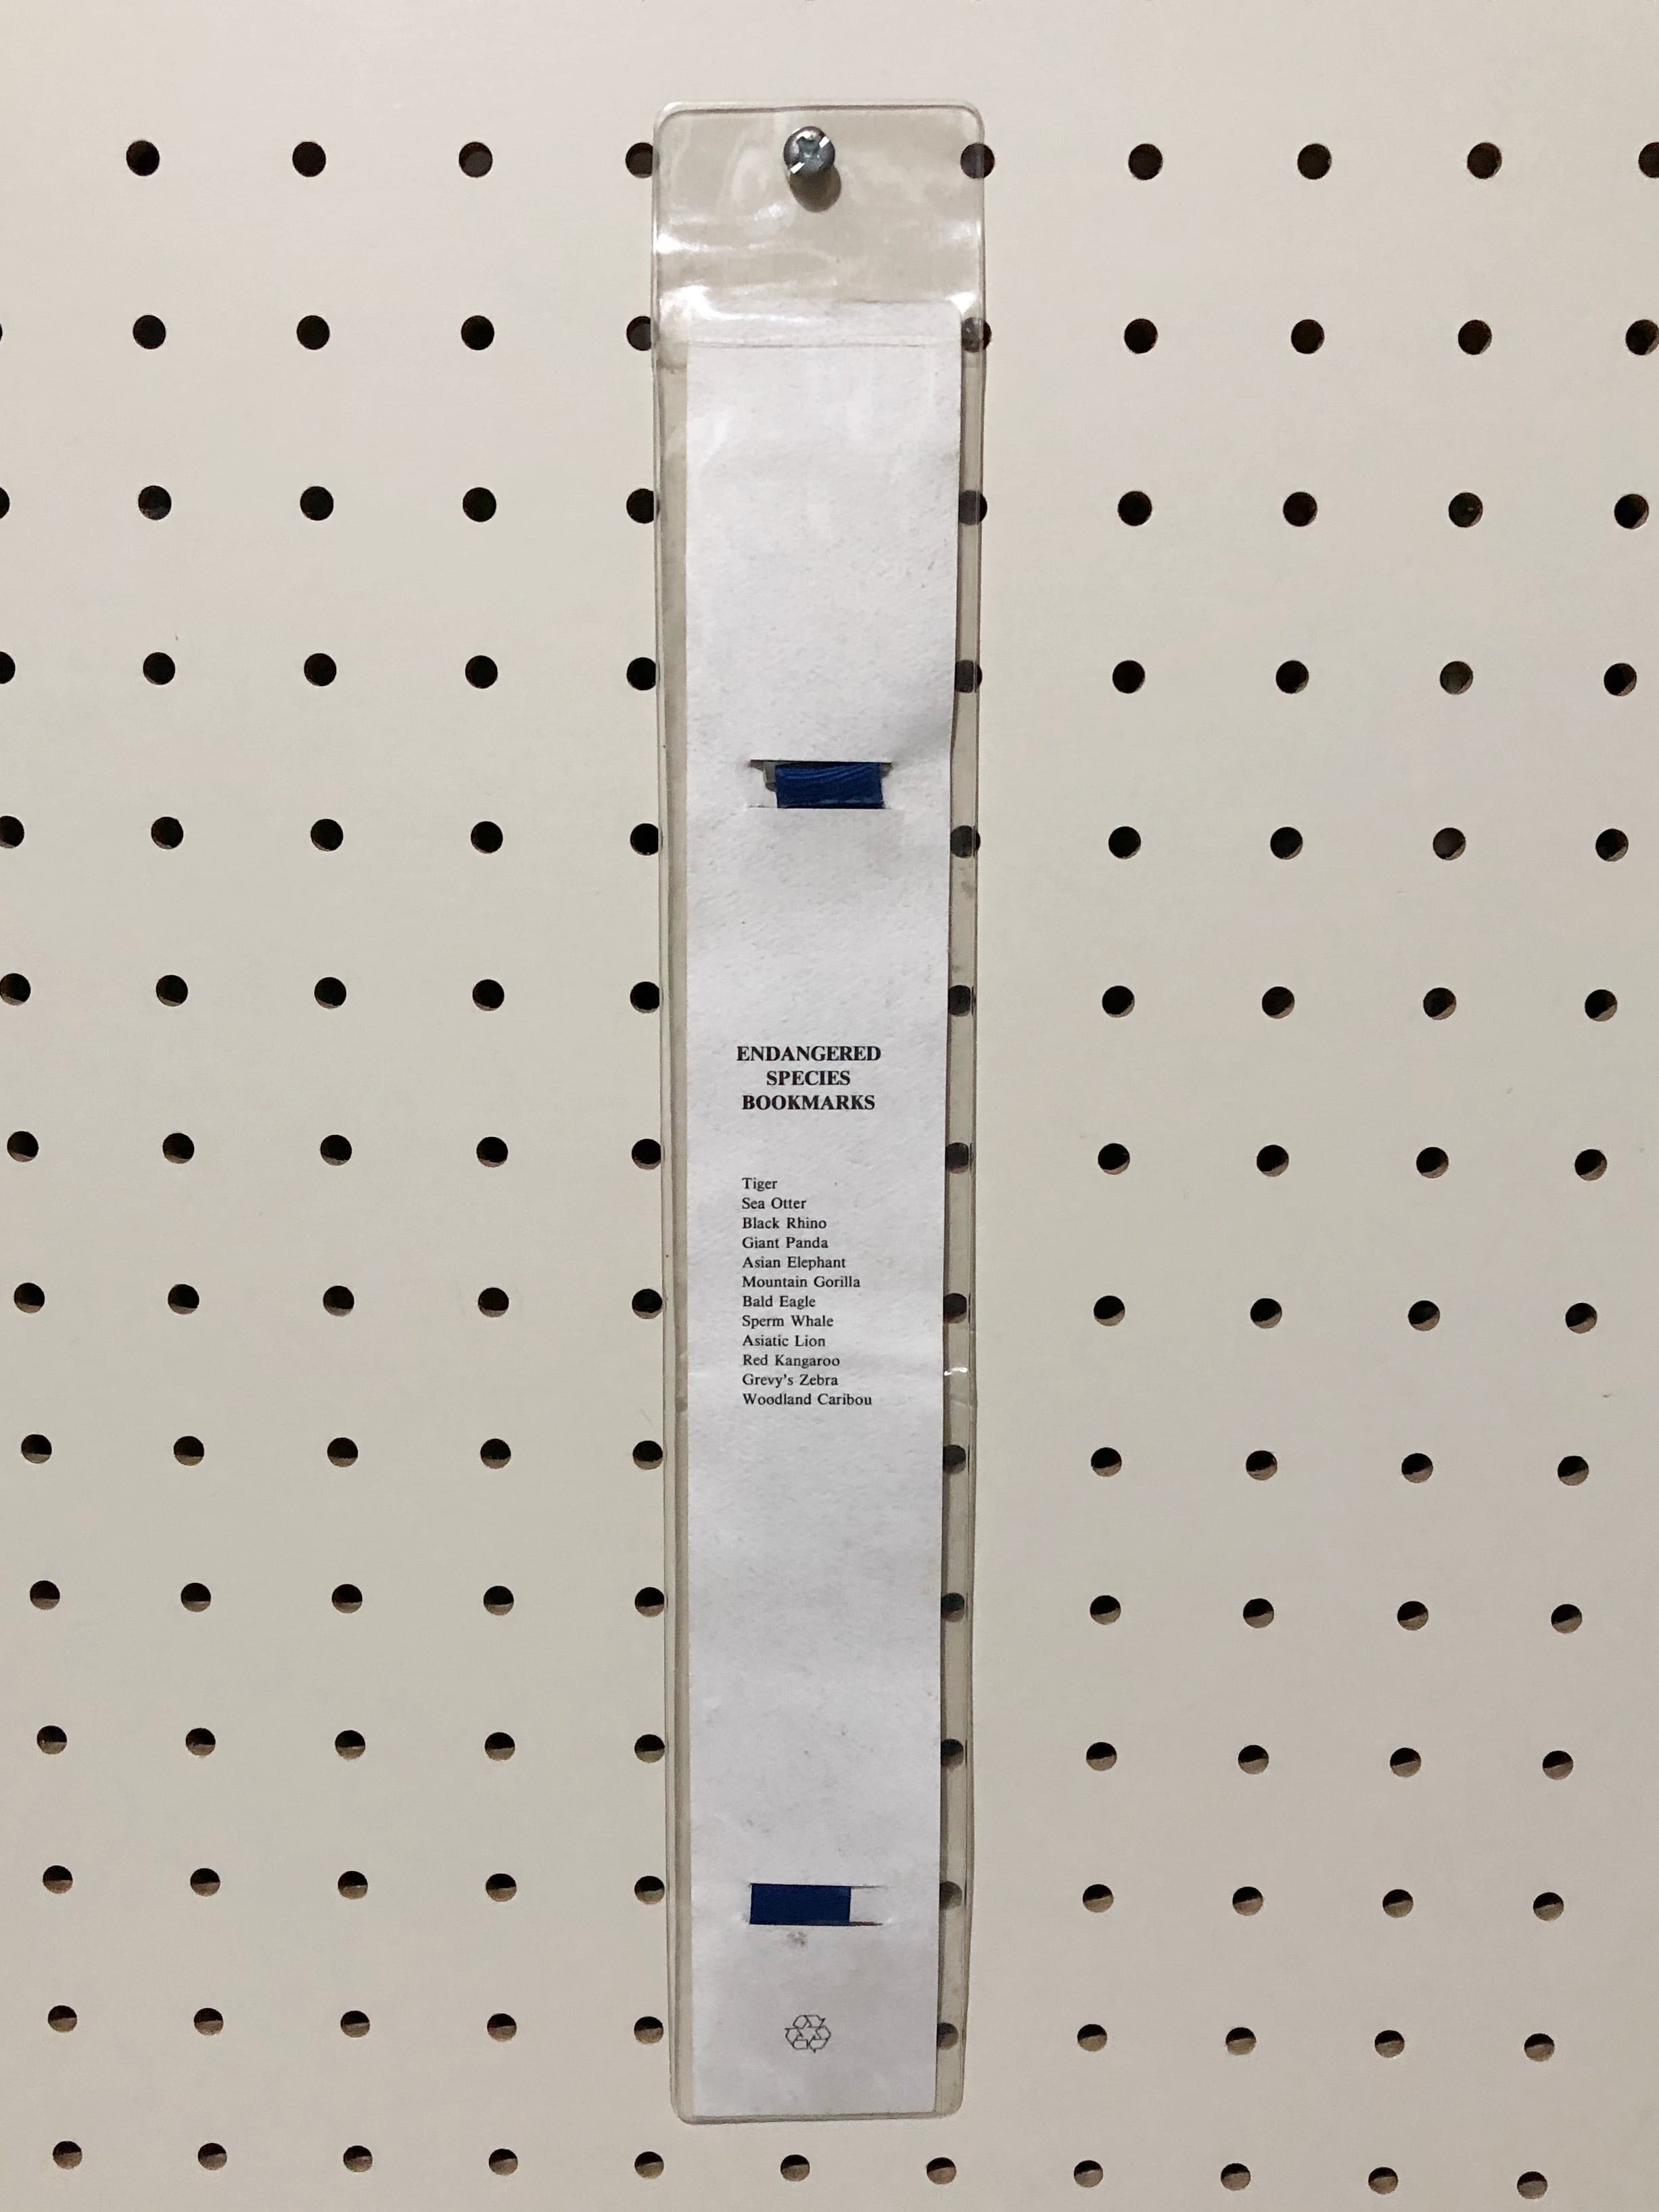 ENDANGERED
SPECIES
BOOKMARKS
Tiger
Sea Otter
Black Rhino
Giant Panda
Asian Elephant
Mountain Gorilla
Bald Eagle
Sperm Whale
Asiatic Lion
Red Kangaroo
Grevy's Zebra
Woodland Caribou